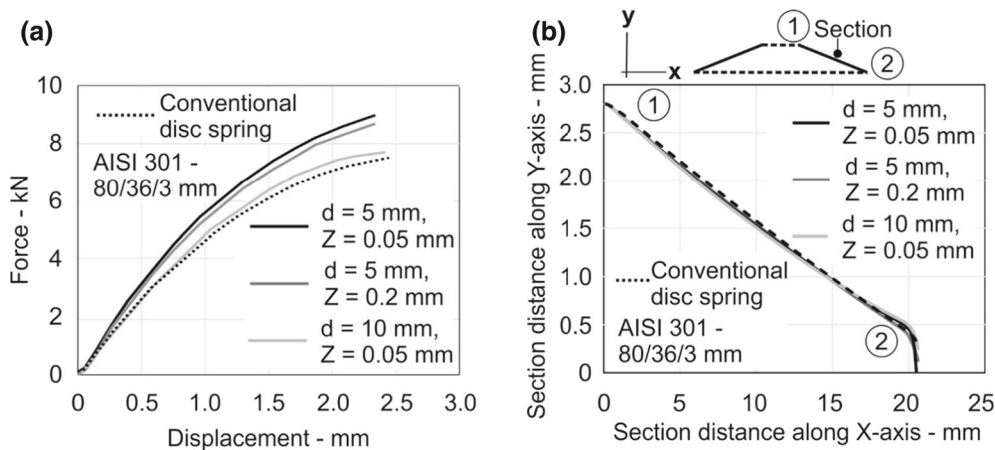 (a)
10
8
6
4
2
0
Force - kN
Conventional
disc spring
AISI 301 -
80/36/3 mm
d = 5 mm,
Z = 0.05 mm
d = 5 mm,
Z = 0.2 mm
d = 10 mm,
Z = 0.05 mm
0 0.5 1.0 1.5 2.0 2.5 3.0
Displacement - mm
(b)
y
x
1
Section
2
3.0
2.5
2.0
1.5
1.0
0.5
0
Section distance along Y-axis - mm
1
d = 5 mm,
Z = 0.05 mm
d = 5 mm,
Z = 0.2 mm
d = 10 mm,
Z = 0.05 mm
Conventional
disc spring
AISI 301 -
80/36/3 mm
2
0 5 10 15 20 25
Section distance along X-axis - mm